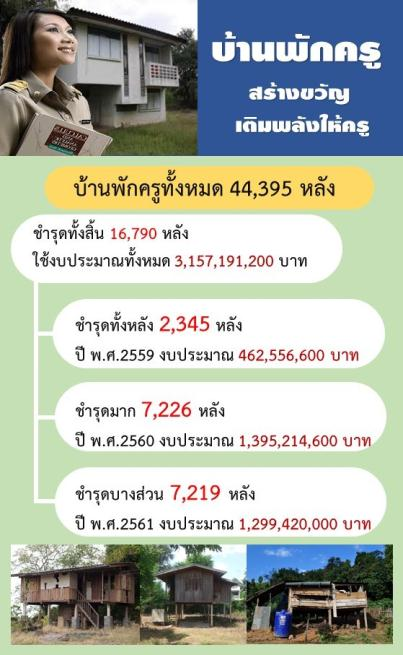 บ้านพักครู
สร้างขวัญ
เติมพลังให้ครู
บ้านพักครูทั้งหมด 44,395 หลัง
ชำรุดทั้งสิ้น 16,790 หลัง
ใช้งบประมาณทั้งหมด 3,157,191,200 บาท
ชำรุดทั้งหลัง 2,345 หลัง
ปี พ.ศ.2559 งบประมาณ 462,556,600 บาท
ชำรุดมาก 7,226 หลัง
ปี พ.ศ.2560 งบประมาณ 1,395,214,600 บาท
ชำรุดบางส่วน 7,219 หลัง
ปี พ.ศ.2561 งบประมาณ 1,299,420,000 บาท